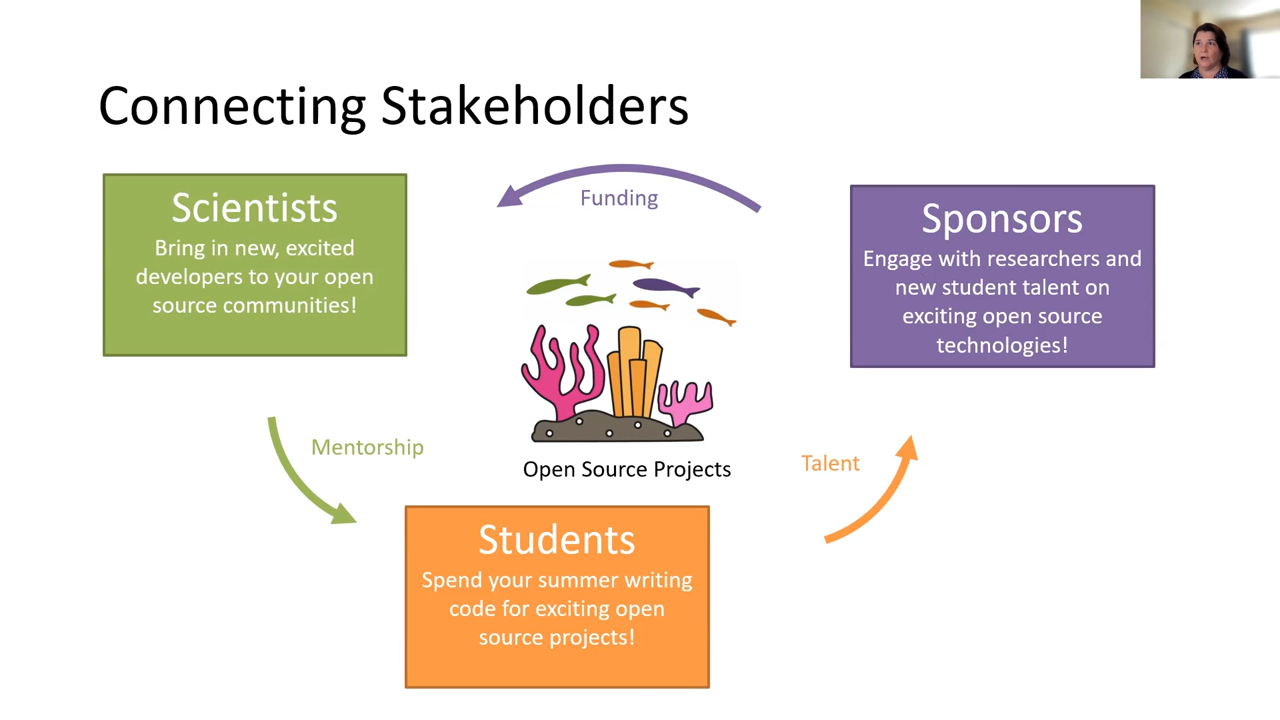 Connecting Stakeholders
Scientists
Bring in new, excited
developers to your open
source communities!
Funding
Sponsors
Engage with researchers and
new student talent on
exciting open source
technologies!
Mentorship
Open Source Projects
Talent
Students
Spend your summer writing
code for exciting open
source projects!